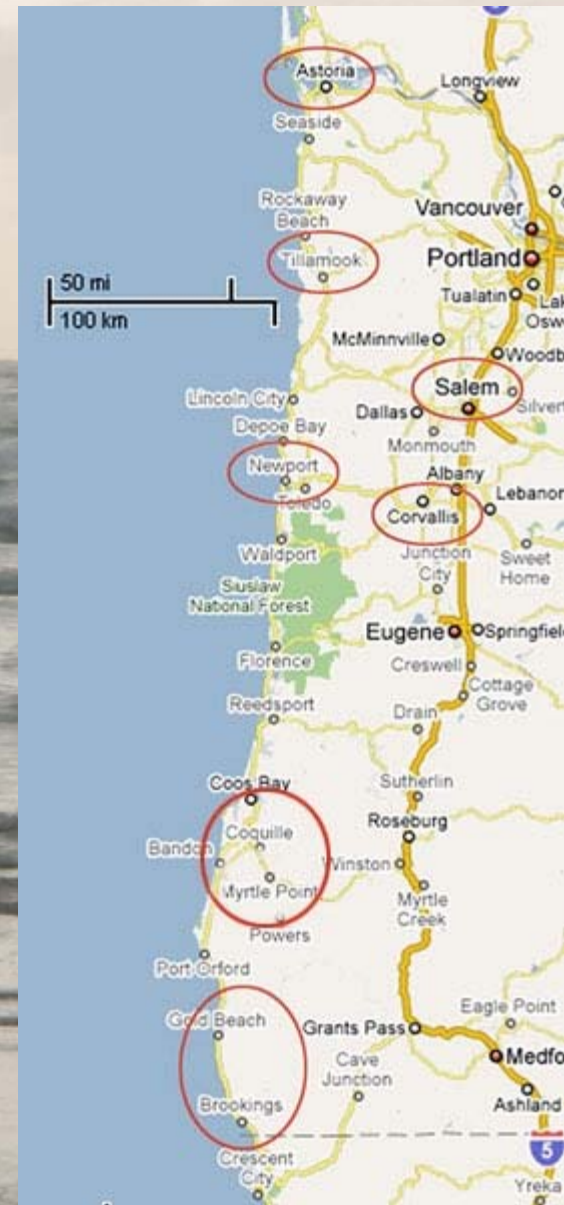 Astoria
Longview
Seaside
Rockaway
Beach
Vancouver
Tillamook
Portland
50 mi
100 km
Tualatin
McMinnville
Salem
Lincoln City
Dallas
Depoe Bay
Monmouth
Newport
Albany
Toledo
Lebanon
Corvallis
Waldport
Junction
City
Sweet
Home
Siuslaw
National Forest
Eugene
Springfield
Florence
Creswell
Reedsport
Cottage
Grove
Drain
Coos Bay
Sutherlin
Coquille
Roseburg
Bandon
Winston
Myrtle Point
Myrtle
Creek
Powers
Port Orford
Eagle Point
Gold Beach
Grants Pass
Medfo
Cave
Junction
Brookings
Ashland
5
Crescent
City
Yreka